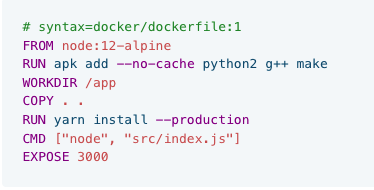 # syntax=docker/dockerfile:1
FROM node:12-alpine
RUN apk add --no-cache python2 g++ make
WORKDIR /app
COPY . .
RUN yarn install --production
CMD ["node", "src/index.js"]
EXPOSE 3000